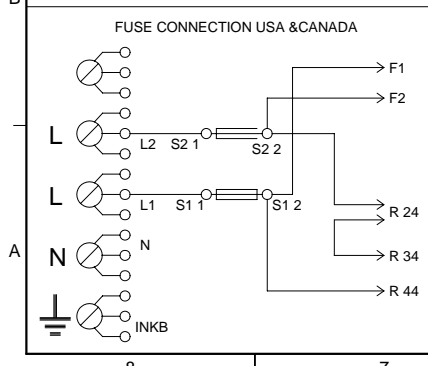 B
FUSE CONNECTION USA &CANADA
F1
F2
L
L2 S2 1 S2 2
L
L1 S1 1 S1 2
R 24
A
N
N
R 34
R 44
INKB
8 7